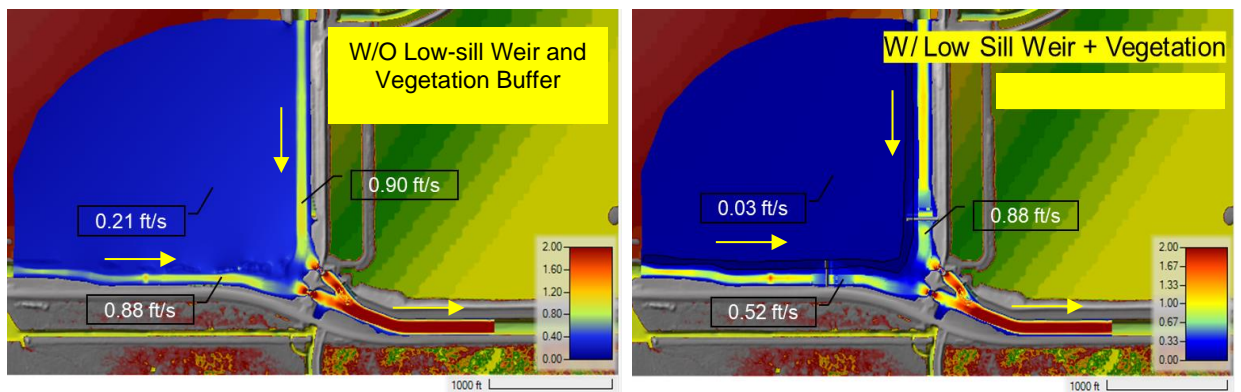 W/O Low-sill Weir and
Vegetation Buffer
0.90 ft/s
0.21 ft/s
0.88 ft/s
2.00
1.60
1.20
0.80
0.40
0.00
1000 ft
W/ Low Sill Weir + Vegetation
0.03 ft/s
0.88 ft/s
0.52 ft/s
2.00
1.67
1.33
1.00
0.67
0.33
0.00
1000 ft